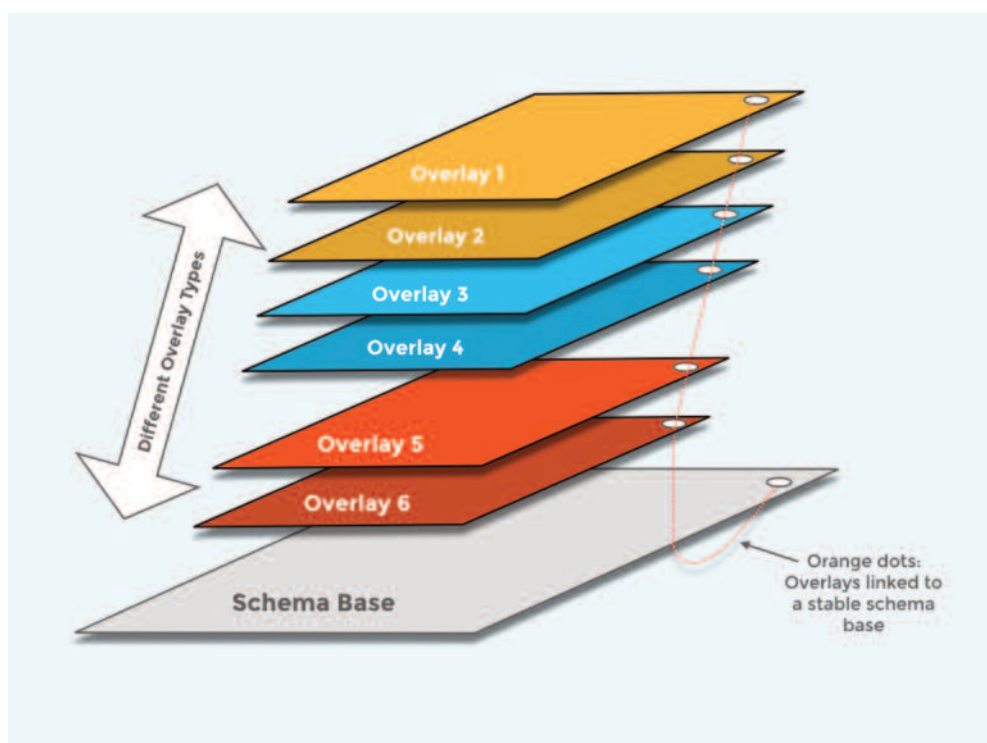 Overlay 1
Overlay 2
Overlay 3
Overlay 4
Different Overlay Types
Overlay 5
Overlay 6
Schema Base
Orange dots:
Overlays linked to
a stable schema
base